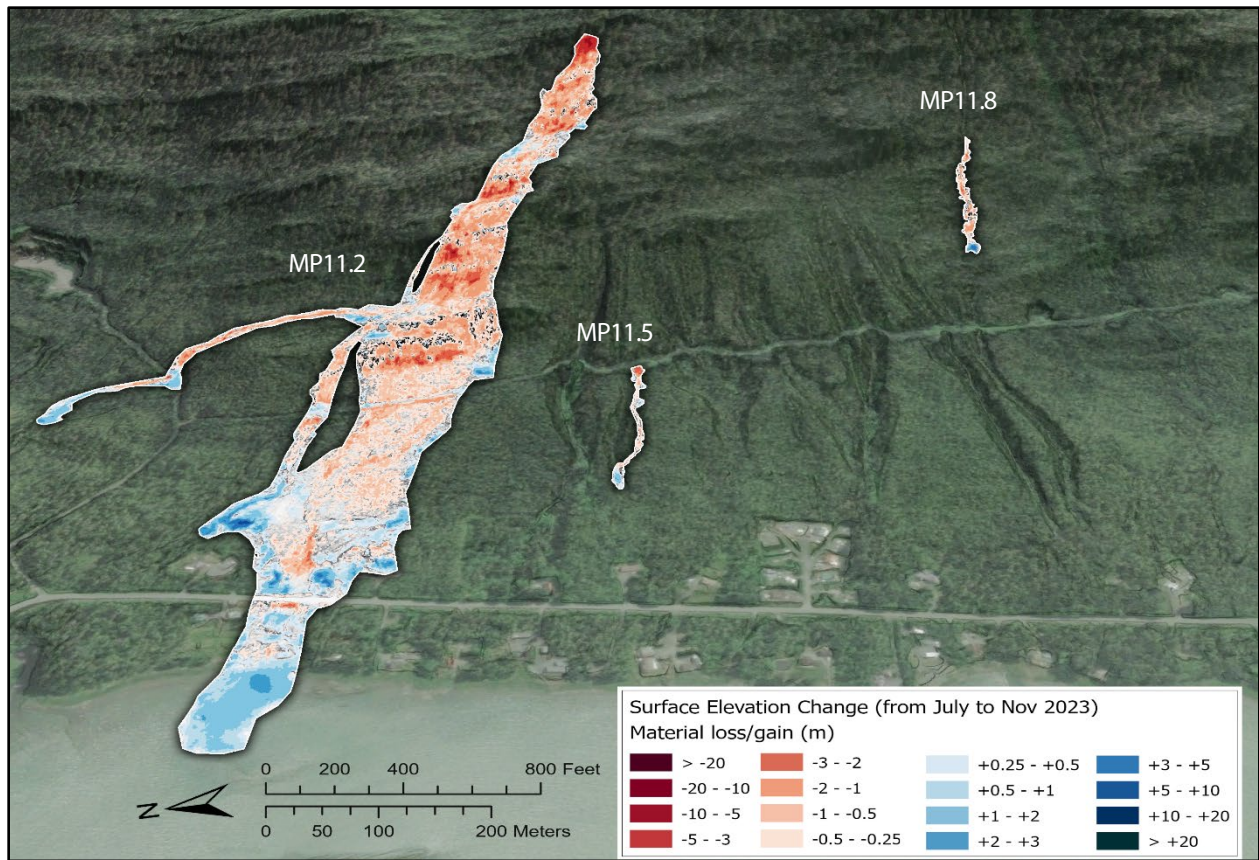 MP11.8
MP11.2
MP11.5
N
0 200 400 800 Feet
0 50 100 200 Meters
Surface Elevation Change (from July to Nov 2023)
Material loss/gain (m)
> -20
-20 - -10
-10 - -5
-5 - -3
-3 - -2
-2 - -1
-1 - -0.5
-0.5 - -0.25
+0.25 - +0.5
+0.5 - +1
+1 - +2
+2 - +3
+3 - +5
+5 - +10
+10 - +20
> +20